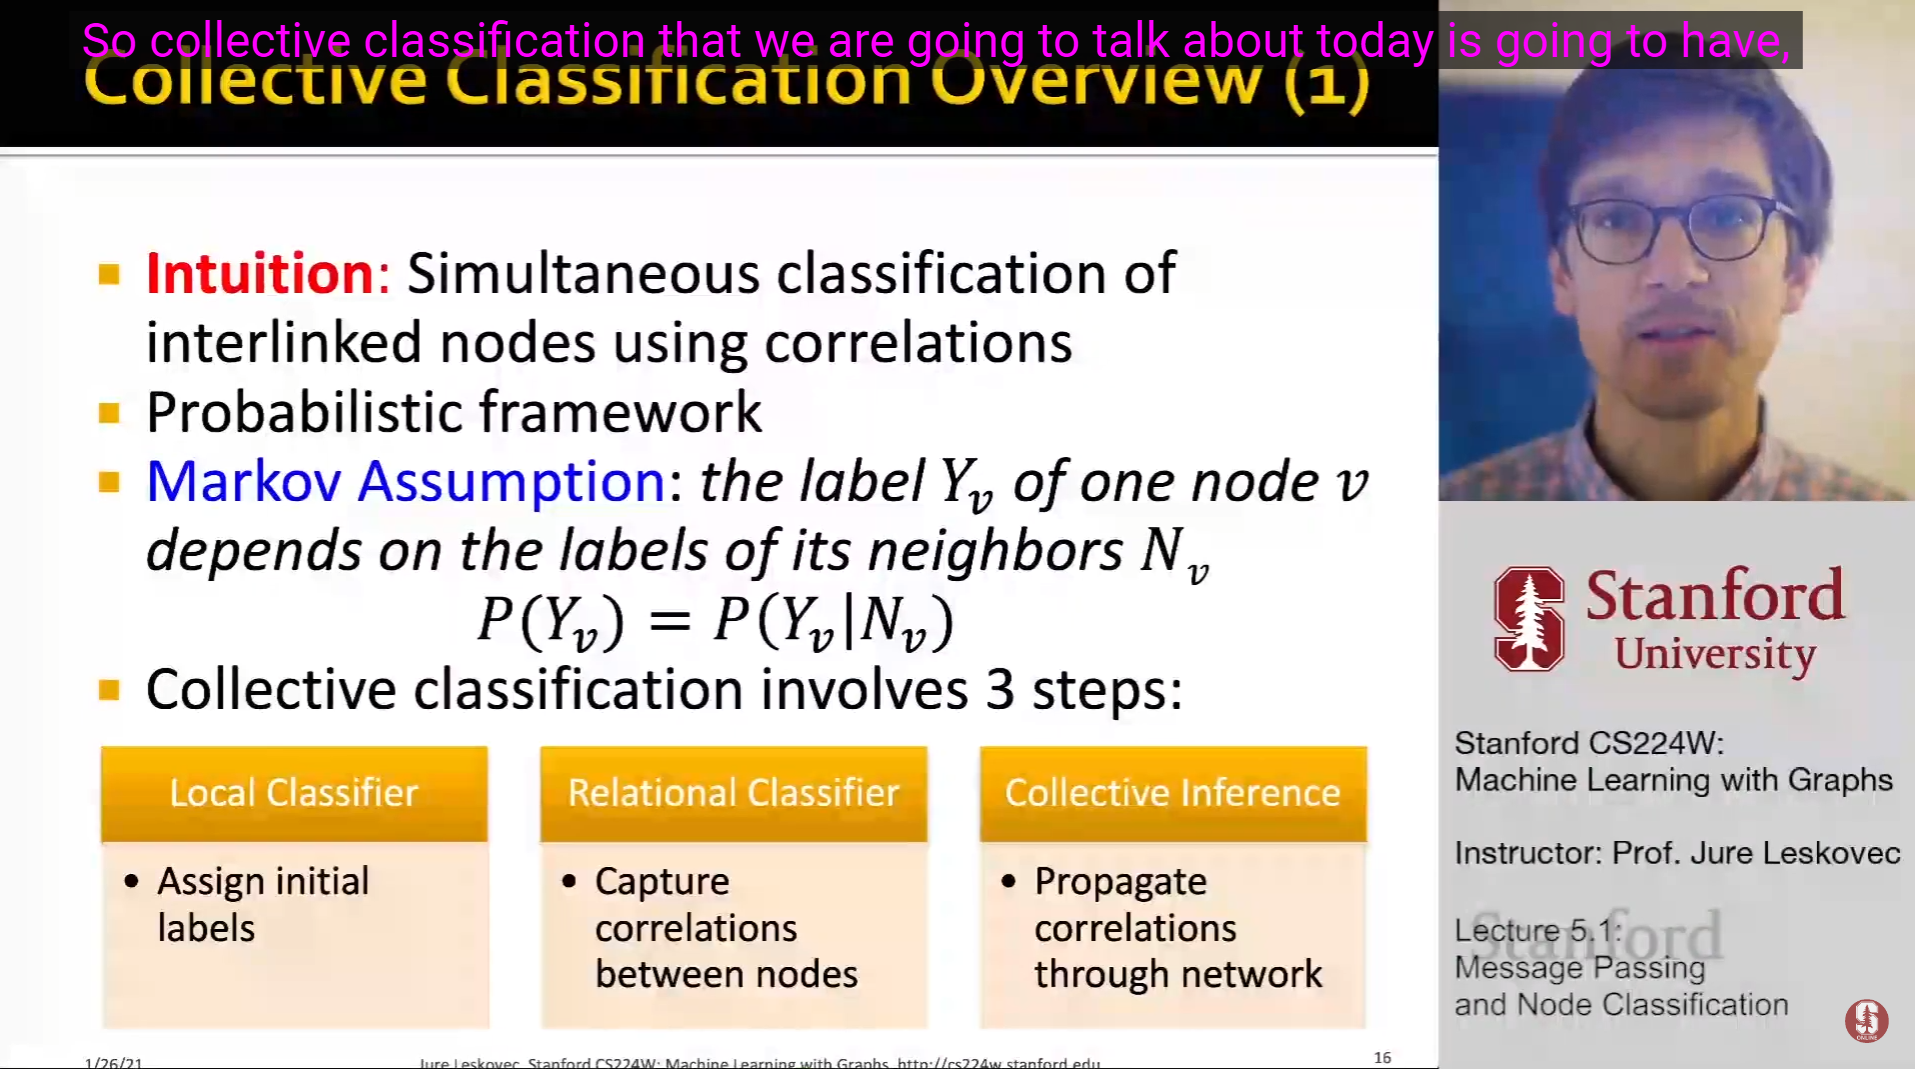 So collective classification that we are going to talk about today is going to have,
Collective Classification Overview (1)
Intuition: Simultaneous classification of
interlinked nodes using correlations
Probabilistic framework
Markov Assumption: the label Y_v of one node v
depends on the labels of its neighbors N_v
P(Y_v) = P(Y_v|N_v)
Collective classification involves 3 steps:
Local Classifier
• Assign initial
labels
Relational Classifier
• Capture
correlations
between nodes
Collective Inference
• Propagate
correlations
through network
1/26/21
Jure Leskovec, Stanford CS224W: Machine Learning with Graphs, http://cs224w.stanford.edu
16
Stanford
University
Stanford CS224W:
Machine Learning with Graphs
Instructor: Prof. Jure Leskovec
Stanford
Lecture 5.1:
Message Passing
and Node Classification
S
ONLINE